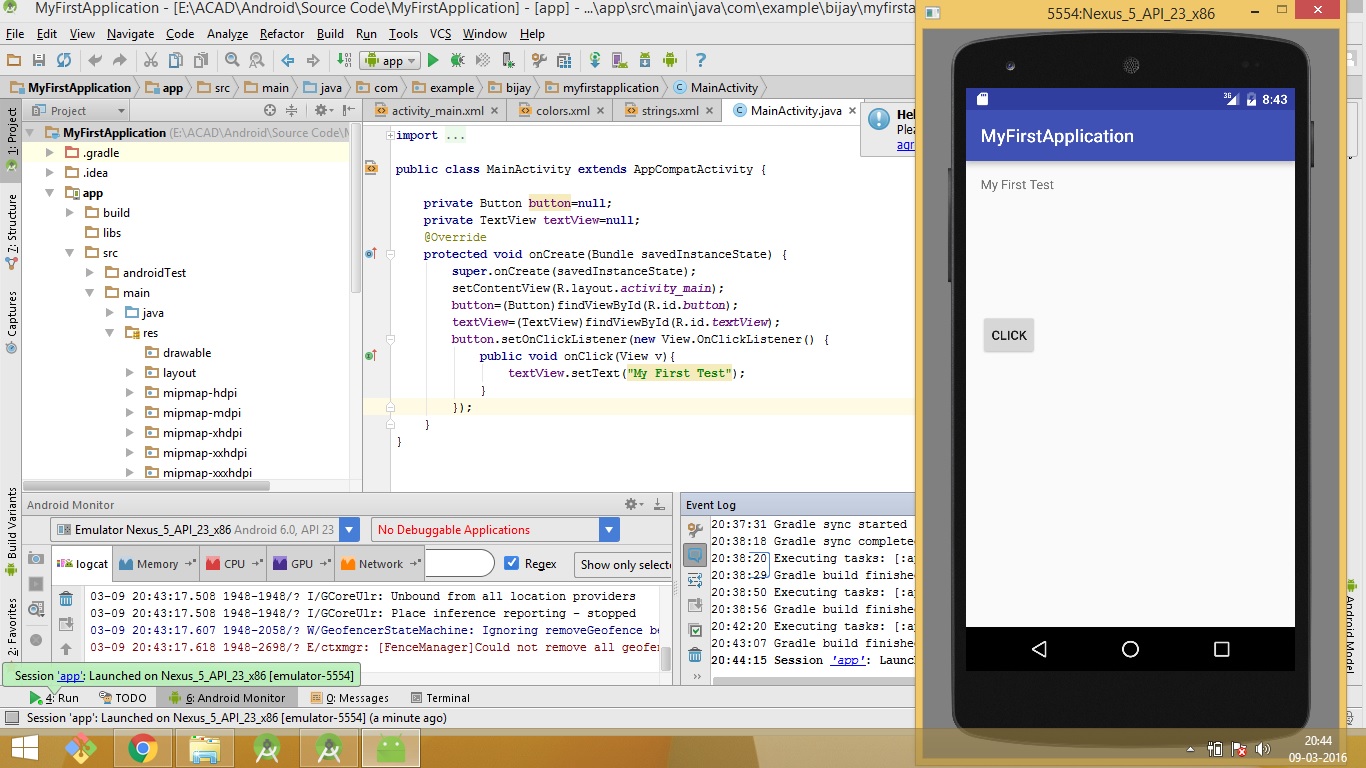 MyFirstApplication - [E:\ACAD\Android\Source Code\MyFirstApplication] - [app] - ...\app\src\main\java\com\example\bijay\myfirsta
File Edit View Navigate Code Analyze Refactor Build Run Tools VCS Window Help
app
MyFirstApplication app src main java com example bijay myfirstapplication MainActivity
1: Project
7: Structure
Captures
Build Variants
2: Favorites
Project
MyFirstApplication (E:\ACAD\Android\Source Code\M
.gradle
.idea
app
build
libs
src
androidTest
main
java
res
drawable
layout
mipmap-hdpi
mipmap-mdpi
mipmap-xhdpi
mipmap-xxhdpi
mipmap-xxxhdpi
activity_main.xml colors.xml strings.xml MainActivity.java
import ...
public class MainActivity extends AppCompatActivity {
private Button button=null;
private TextView textView=null;
@Override
protected void onCreate(Bundle savedInstanceState) {
super.onCreate(savedInstanceState);
setContentView(R.layout.activity_main);
button=(Button)findViewById(R.id.button);
textView=(TextView)findViewById(R.id.textView);
button.setOnClickListener(new View.OnClickListener() {
public void onClick(View v){
textView.setText("My First Test");
}
});
}
}
Hel
Plea
agr
Android Monitor
Emulator Nexus_5_API_23_x86 Android 6.0, API 23
No Debuggable Applications
logcat Memory CPU GPU Network Regex Show only selecte
03-09 20:43:17.508 1948-1948/? I/GCoreUlr: Unbound from all location providers
03-09 20:43:17.508 1948-1948/? I/GCoreUlr: Place inference reporting - stopped
03-09 20:43:17.607 1948-2058/? W/GeofencerStateMachine: Ignoring removeGeofence be
03-09 20:43:17.618 1948-2698/? E/ctxmgr: [FenceManager]Could not remove all geofen
Event Log
20:37:31 Gradle sync started
20:38:18 Gradle sync completed
20:38:20 Executing tasks: [:ap
20:38:29 Gradle build finished
20:38:50 Executing tasks: [:ap
20:38:56 Gradle build finished
20:42:20 Executing tasks: [:ap
20:43:07 Gradle build finished
20:44:15 Session 'app': Launc
Session 'app': Launched on Nexus_5_API_23_x86 [emulator-5554]
4: Run TODO 6: Android Monitor 0: Messages Terminal
Session 'app': Launched on Nexus_5_API_23_x86 [emulator-5554] (a minute ago)
5554:Nexus_5_API_23_x86
3G 8:43
MyFirstApplication
My First Test
CLICK
Android Model
20:44
09-03-2016